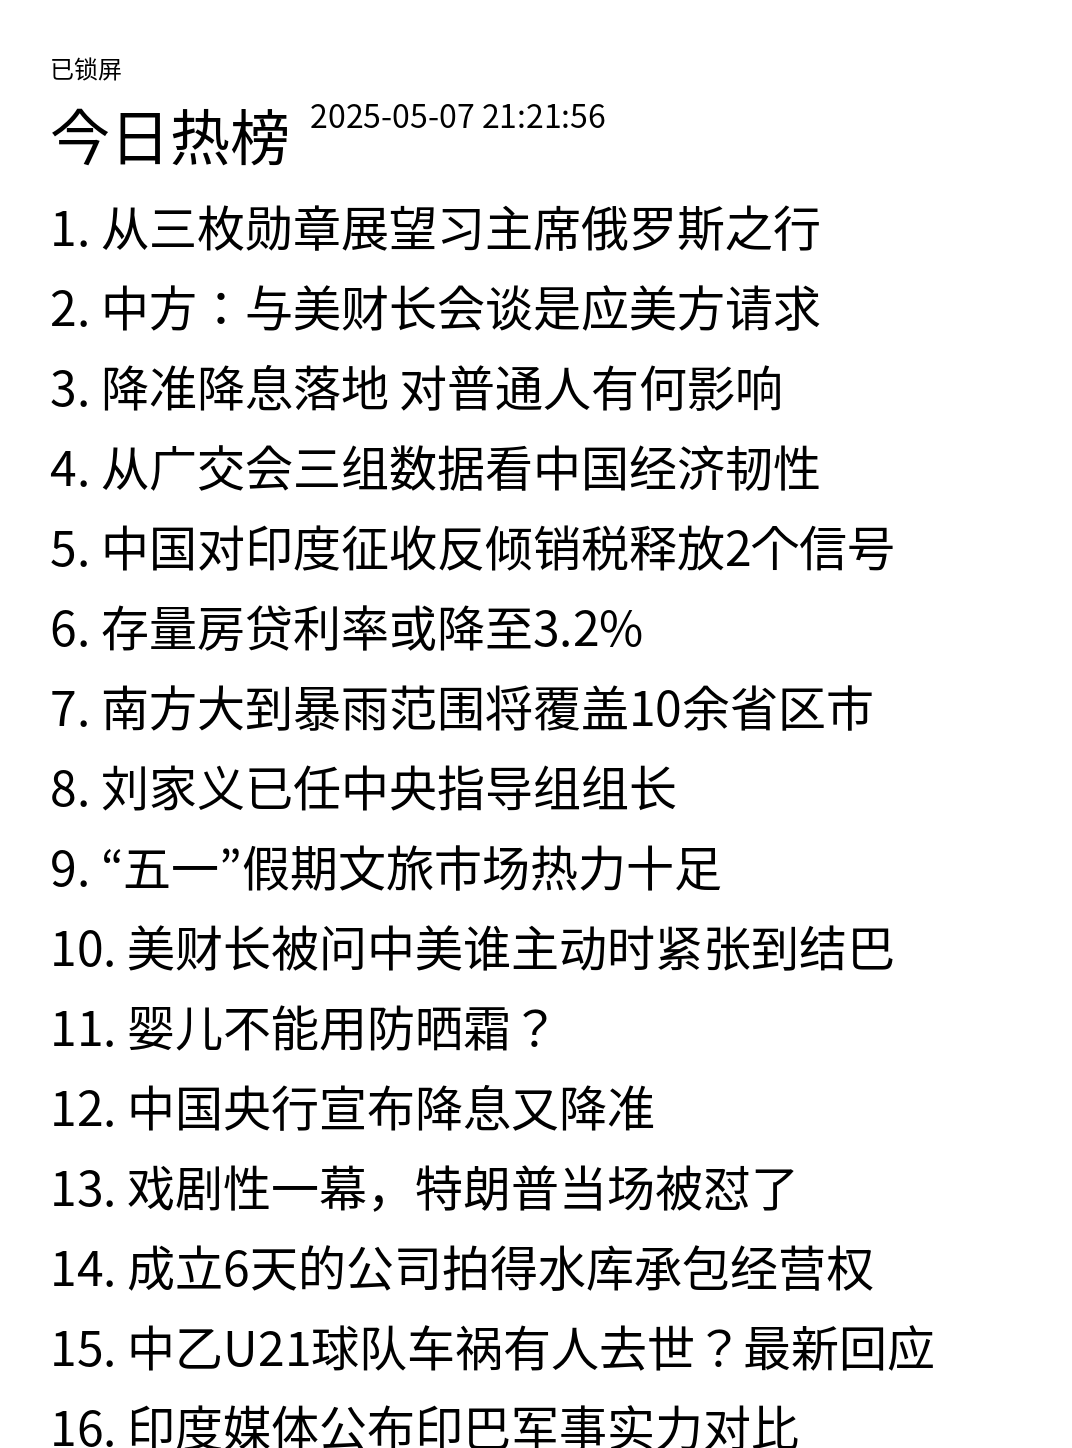 已锁屏
今日热榜 2025-05-07 21:21:56
1. 从三枚勋章展望习主席俄罗斯之行
2. 中方：与美财长会谈是应美方请求
3. 降准降息落地 对普通人有何影响
4. 从广交会三组数据看中国经济韧性
5. 中国对印度征收反倾销税释放2个信号
6. 存量房贷利率或降至3.2%
7. 南方大到暴雨范围将覆盖10余省区市
8. 刘家义已任中央指导组组长
9. “五一”假期文旅市场热力十足
10. 美财长被问中美谁主动时紧张到结巴
11. 婴儿不能用防晒霜？
12. 中国央行宣布降息又降准
13. 戏剧性一幕，特朗普当场被怼了
14. 成立6天的公司拍得水库承包经营权
15. 中乙U21球队车祸有人去世？最新回应
16. 印度媒体公布印巴军事实力对比